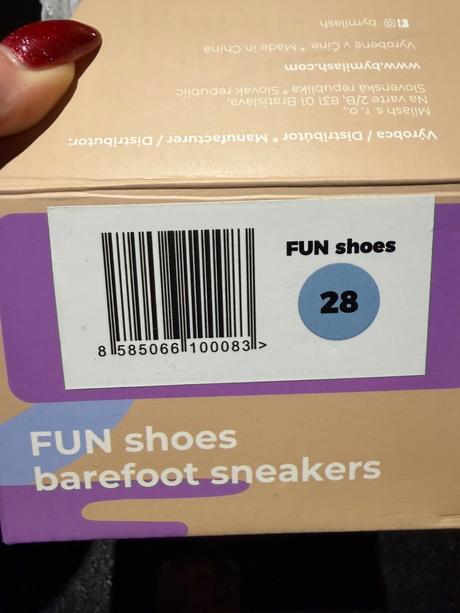 Výrobca / Distribútor * Manufacturer / Distributor:
Milash s. r. o.,
Na varte 2/B, 831 01 Bratislava,
Slovenská republika * Slovak republic
www.bymilash.com
Vyrobené v Číne * Made in China
bymilash
FUN shoes
28
8 585066 100083 >
FUN shoes
barefoot sneakers